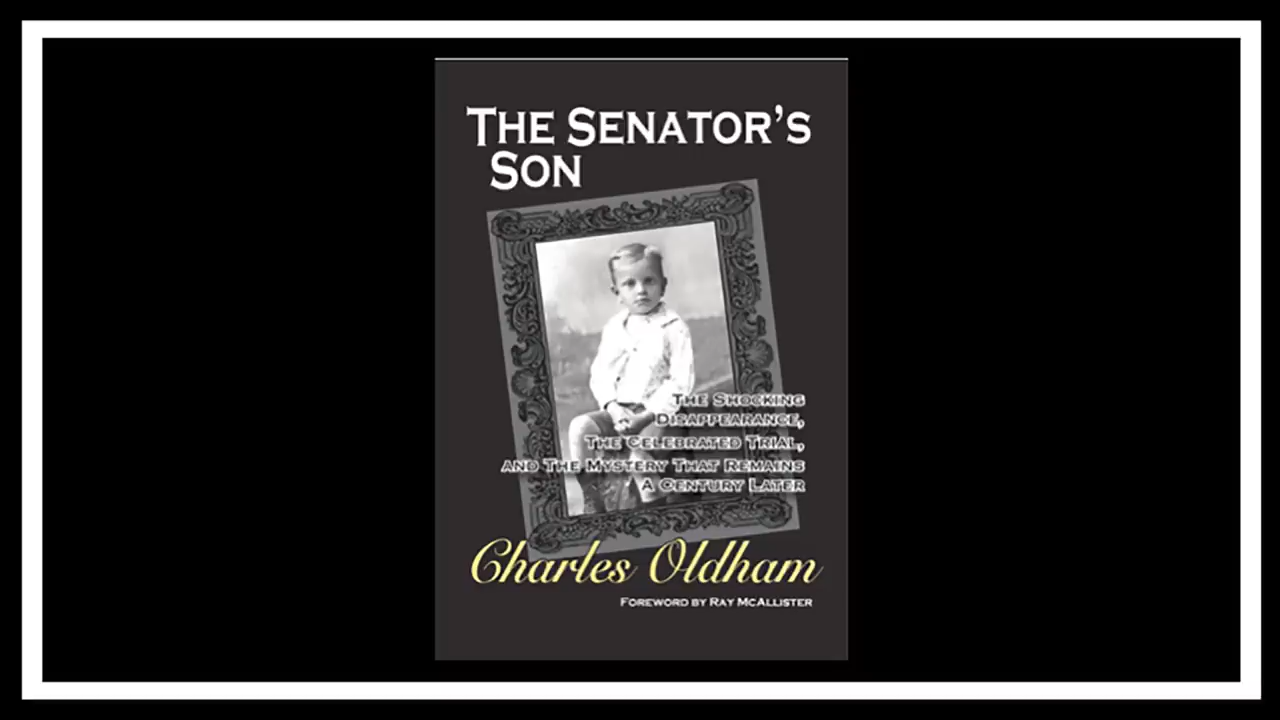 The Senator's
Son
The Shocking
Disappearance,
The Celebrated Trial,
and The Mystery That Remains
A Century Later
Charles Oldham
Foreword by Ray McAllister